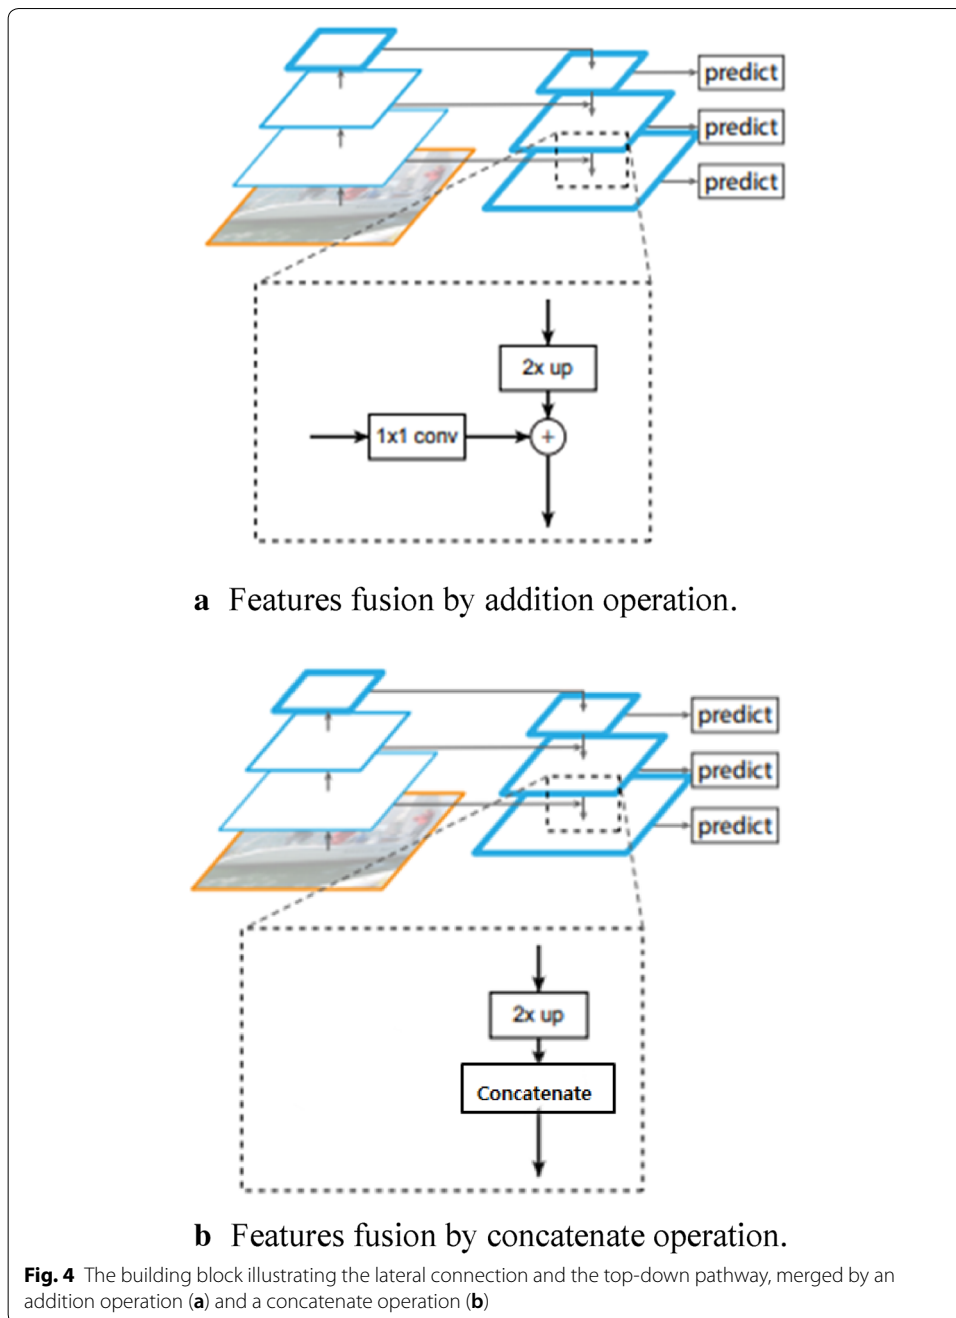 predict
predict
predict
2x up
1x1 conv
+
a Features fusion by addition operation.
predict
predict
predict
2x up
Concatenate
b Features fusion by concatenate operation.
Fig. 4 The building block illustrating the lateral connection and the top-down pathway, merged by an
addition operation (a) and a concatenate operation (b)